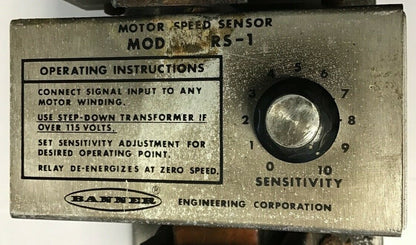 MOTOR SPEED SENSOR
MOD RS-1
OPERATING INSTRUCTIONS
CONNECT SIGNAL INPUT TO ANY
MOTOR WINDING.
USE STEP-DOWN TRANSFORMER IF
OVER 115 VOLTS.
SET SENSITIVITY ADJUSTMENT FOR
DESIRED OPERATING POINT.
RELAY DE-ENERGIZES AT ZERO SPEED.
0 1 2 3 4 5 6 7 8 9 10
SENSITIVITY
BANNER ENGINEERING CORPORATION